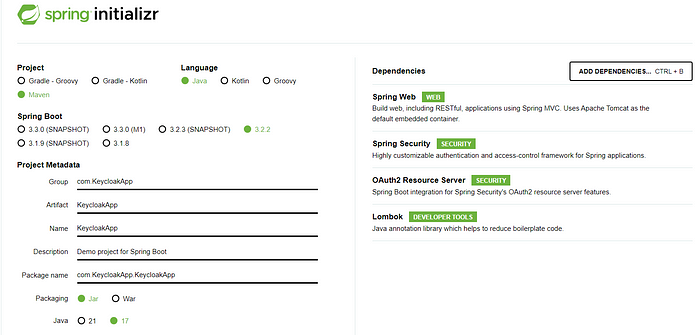 spring initializr
Project
Gradle - Groovy Gradle - Kotlin
Maven
Language
Java Kotlin Groovy
Spring Boot
3.3.0 (SNAPSHOT) 3.3.0 (M1) 3.2.3 (SNAPSHOT) 3.2.2
3.1.9 (SNAPSHOT) 3.1.8
Project Metadata
Group com.KeycloakApp
Artifact KeycloakApp
Name KeycloakApp
Description Demo project for Spring Boot
Package name com.KeycloakApp.KeycloakApp
Packaging Jar War
Java 21 17
Dependencies ADD DEPENDENCIES... CTRL + B
Spring Web WEB
Build web, including RESTful, applications using Spring MVC. Uses Apache Tomcat as the
default embedded container.
Spring Security SECURITY
Highly customizable authentication and access-control framework for Spring applications.
OAuth2 Resource Server SECURITY
Spring Boot integration for Spring Security's OAuth2 resource server features.
Lombok DEVELOPER TOOLS
Java annotation library which helps to reduce boilerplate code.